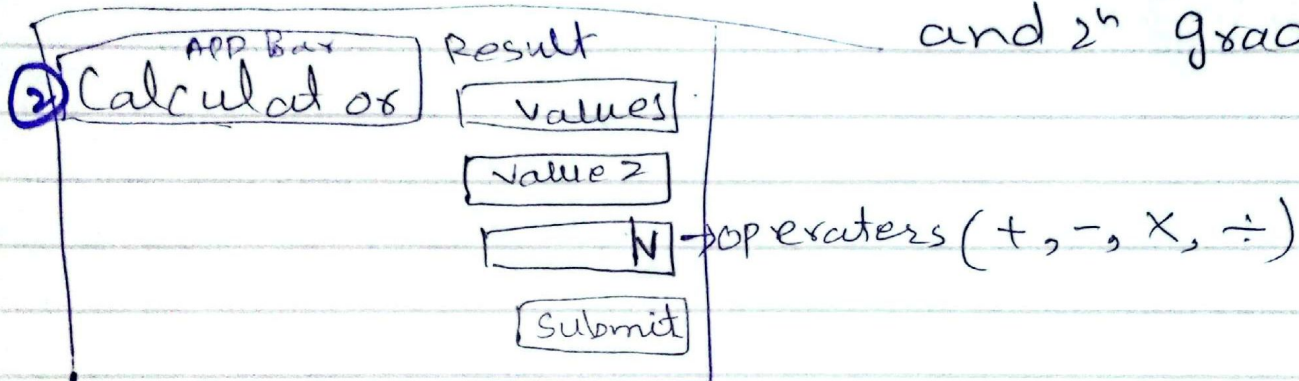 and 2ⁿ grad
APP Bar
Result
② Calculator
values
value 2
N → operaters (+, -, X, ÷)
Submit